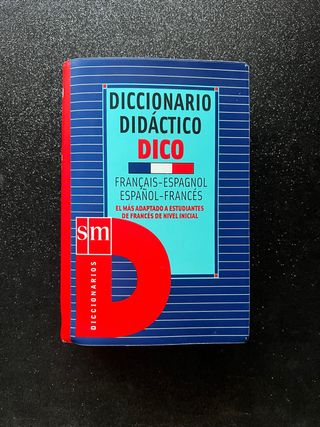 DICCIONARIO
DIDÁCTICO
DICO
FRANÇAIS-ESPAGNOL
ESPAÑOL-FRANCÉS
EL MÁS ADAPTADO A ESTUDIANTES
DE FRANCÉS DE NIVEL INICIAL
sm
DICCIONARIOS
D